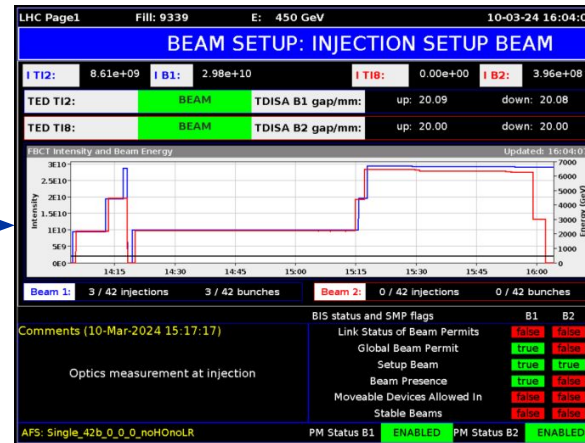 LHC Page1 Fill: 9339 E: 450 GeV 10-03-24 16:04:0
BEAM SETUP: INJECTION SETUP BEAM
I TI2: 8.61e+09 I B1: 2.98e+10 I TI8: 0.00e+00 I B2: 3.96e+08
TED TI2: BEAM TDISA B1 gap/mm: up: 20.09 down: 20.08
TED TI8: BEAM TDISA B2 gap/mm: up: 20.00 down: 20.00
FBCT Intensity and Beam Energy Updated: 16:04:0
3E10 7000
2.5E10 6000
2E10 5000
1.5E10 4000
1E10 3000
5E9 2000
1000
0E0 0
Intensity
Energy (GeV)
14:15 14:30 14:45 15:00 15:15 15:30 15:45 16:00
Beam 1: 3 / 42 injections 3 / 42 bunches Beam 2: 0 / 42 injections 0 / 42 bunches
BIS status and SMP flags B1 B2
Comments (10-Mar-2024 15:17:17)
Optics measurement at injection
Link Status of Beam Permits false false
Global Beam Permit true false
Setup Beam true true
Beam Presence true false
Moveable Devices Allowed In false false
Stable Beams false false
AFS: Single_42b_0_0_0_noHOnoLR PM Status B1 ENABLED PM Status B2 ENABLED